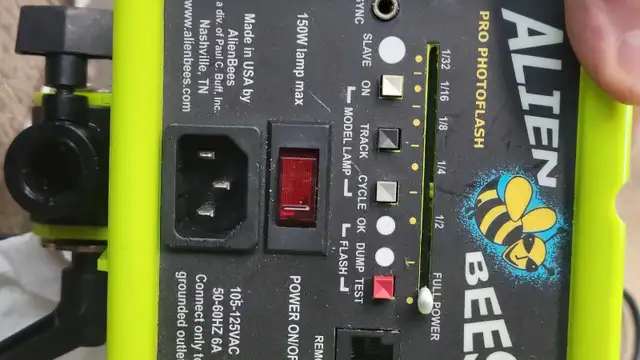 ALIEN
BEES
PRO PHOTOFLASH
1/32
1/16
1/8
1/4
1/2
FULL POWER
SYNC
SLAVE
ON
TRACK
CYCLE
OK
DUMP
TEST
MODEL LAMP
FLASH
150W lamp max
POWER ON/OFF
Made in USA by
AlienBees
a div. of Paul C. Buff, Inc.
Nashville, TN
www.alienbees.com
105-125VAC
50-60HZ 6A
Connect only to
grounded outlet